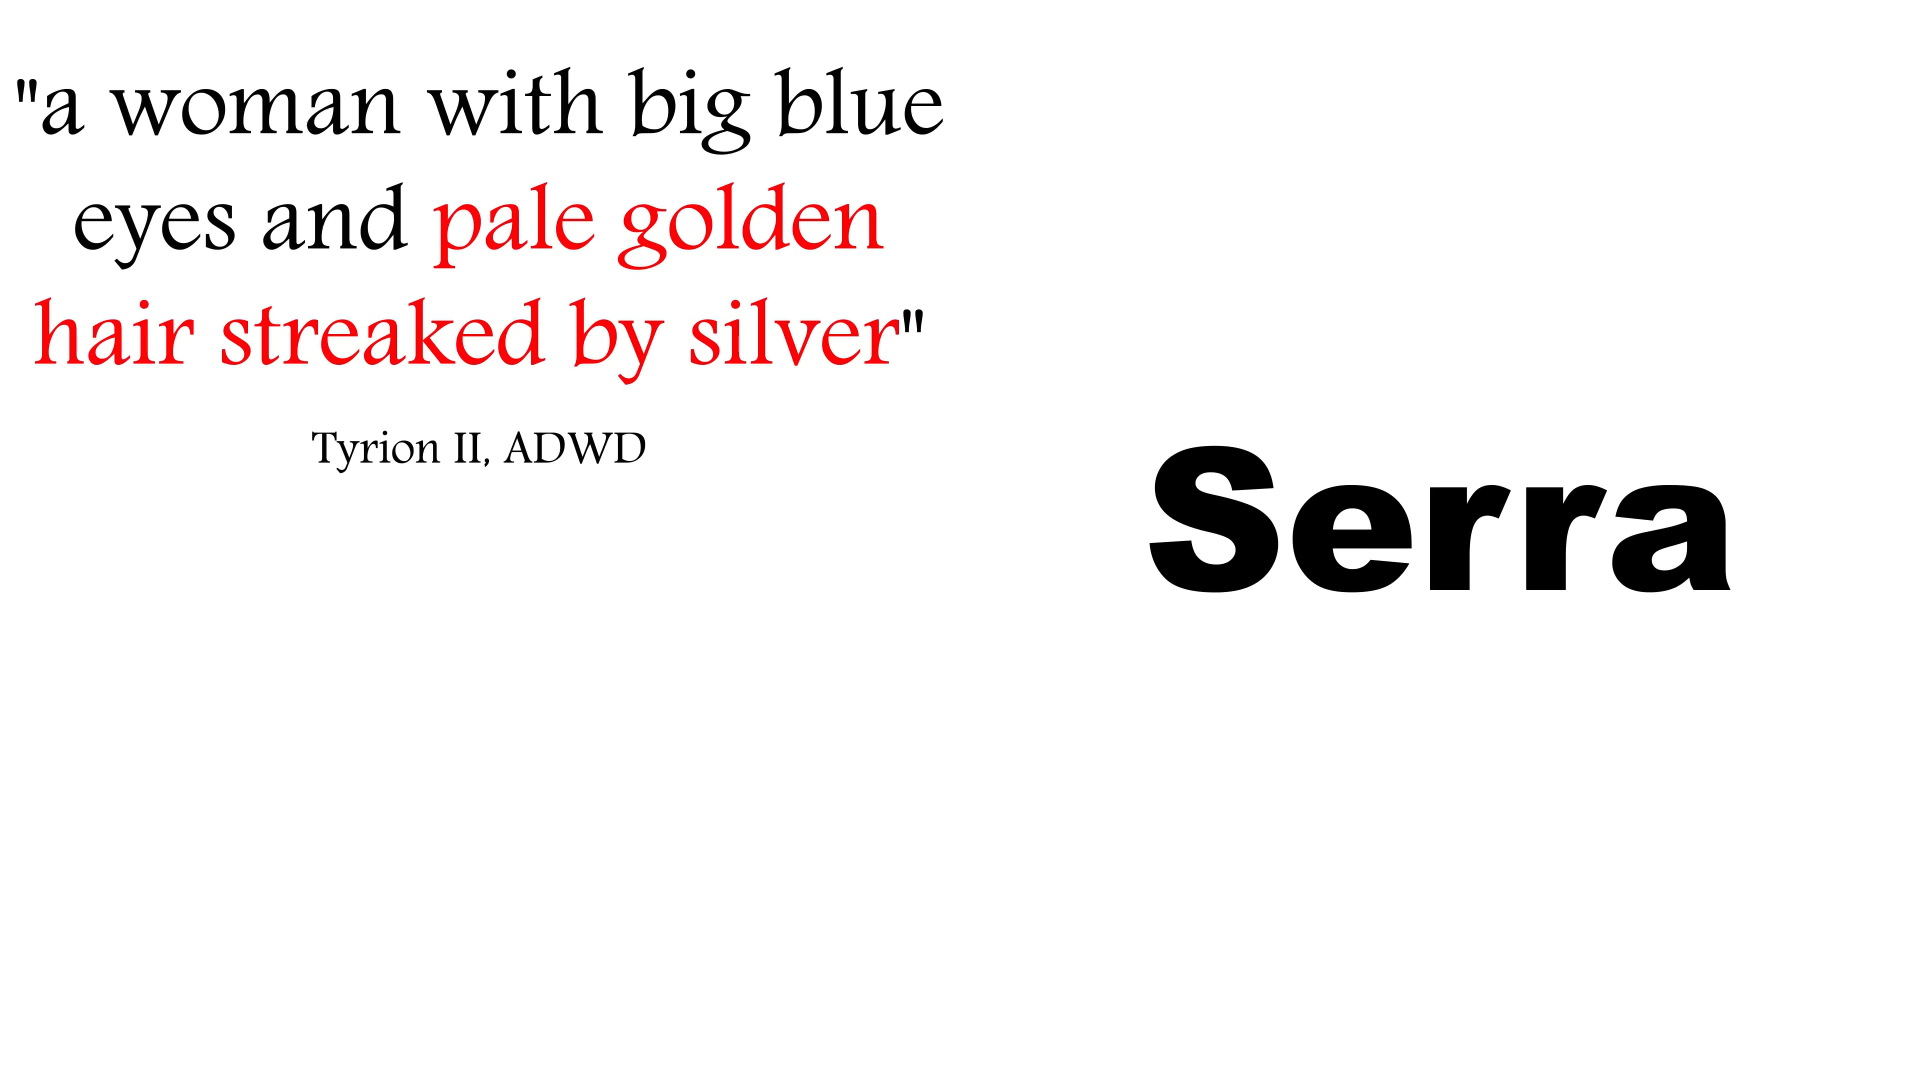 "a woman with big blue
eyes and pale golden
hair streaked by silver"
Tyrion II, ADWD
Serra